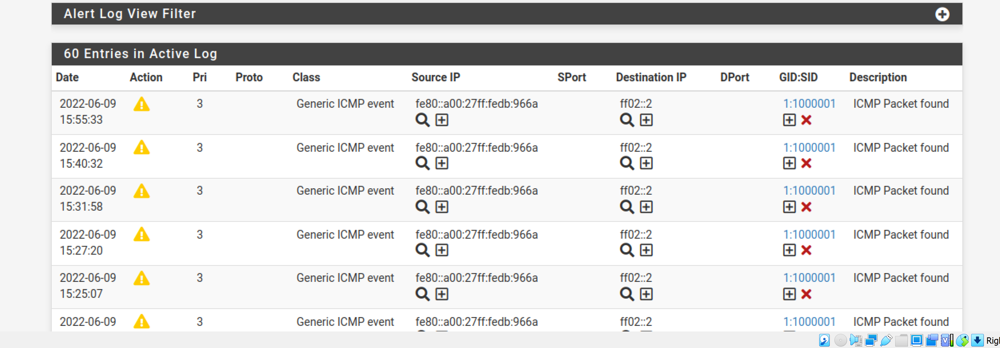 Alert Log View Filter
60 Entries in Active Log
Date Action Pri Proto Class Source IP SPort Destination IP DPort GID:SID Description
2022-06-09 3 Generic ICMP event fe80::a00:27ff:fedb:966a ff02::2 1:1000001 ICMP Packet found
15:55:33
2022-06-09 3 Generic ICMP event fe80::a00:27ff:fedb:966a ff02::2 1:1000001 ICMP Packet found
15:40:32
2022-06-09 3 Generic ICMP event fe80::a00:27ff:fedb:966a ff02::2 1:1000001 ICMP Packet found
15:31:58
2022-06-09 3 Generic ICMP event fe80::a00:27ff:fedb:966a ff02::2 1:1000001 ICMP Packet found
15:27:20
2022-06-09 3 Generic ICMP event fe80::a00:27ff:fedb:966a ff02::2 1:1000001 ICMP Packet found
15:25:07
2022-06-09 3 Generic ICMP event fe80::a00:27ff:fedb:966a ff02::2 1:1000001 ICMP Packet found